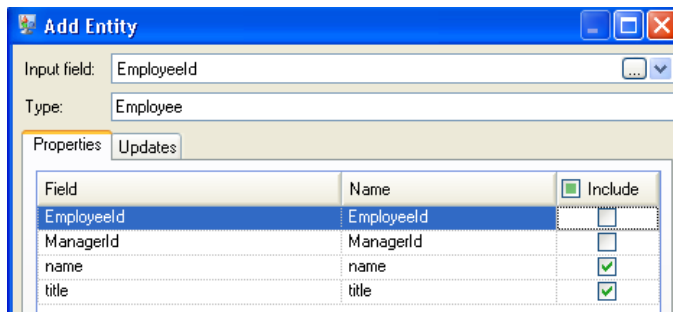 Add Entity
Input field: EmployeeId ...
Type: Employee
Properties Updates
Field Name Include
EmployeeId EmployeeId
ManagerId ManagerId
name name
title title